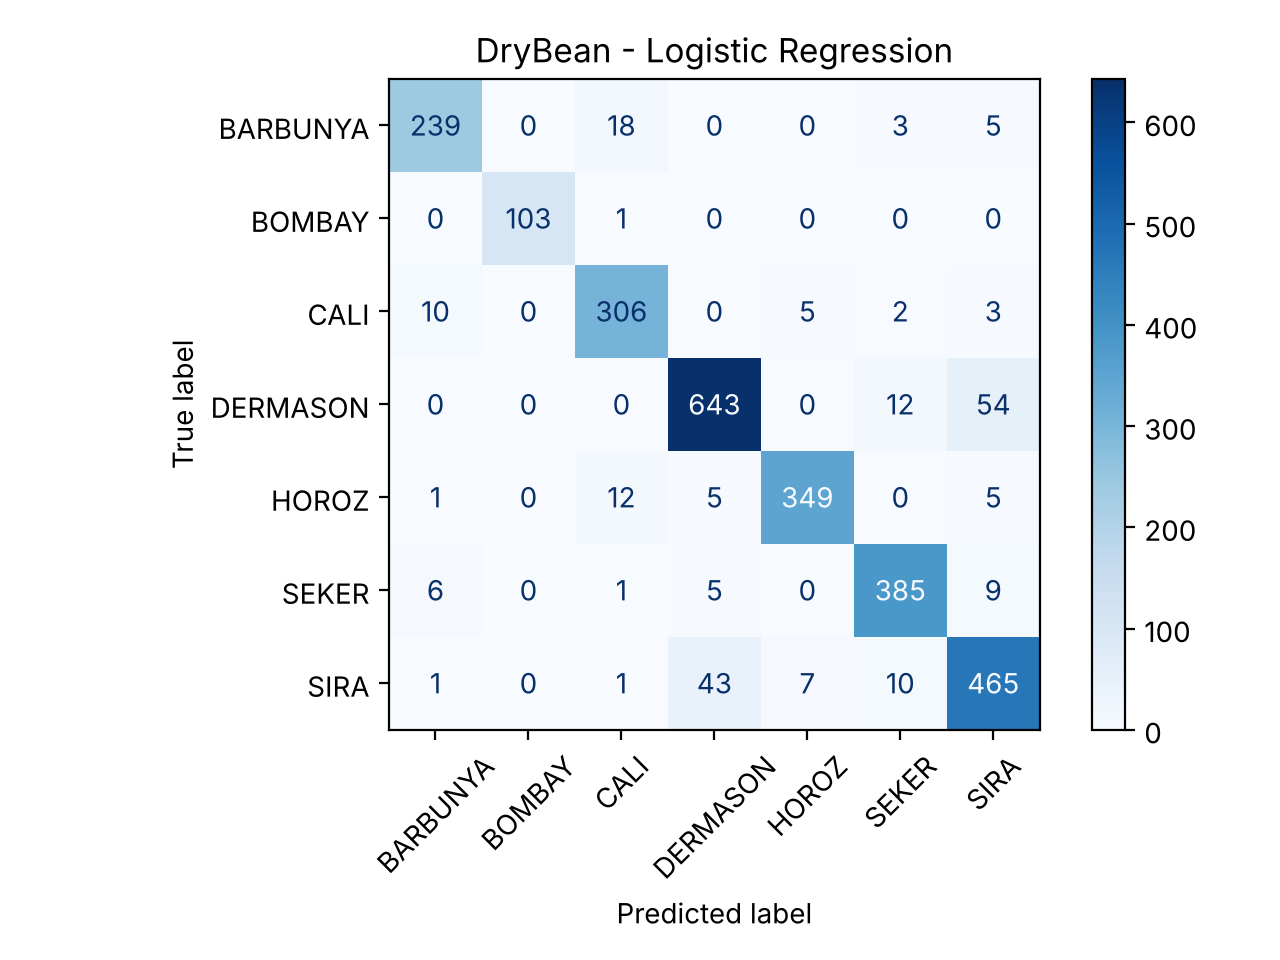 DryBean - Logistic Regression
BARBUNYA 239 0 18 0 0 3 5
BOMBAY 0 103 1 0 0 0 0
CALI 10 0 306 0 5 2 3
DERMASON 0 0 0 643 0 12 54
HOROZ 1 0 12 5 349 0 5
SEKER 6 0 1 5 0 385 9
SIRA 1 0 1 43 7 10 465
True label
BARBUNYA BOMBAY CALI DERMASON HOROZ SEKER SIRA
Predicted label
600
500
400
300
200
100
0